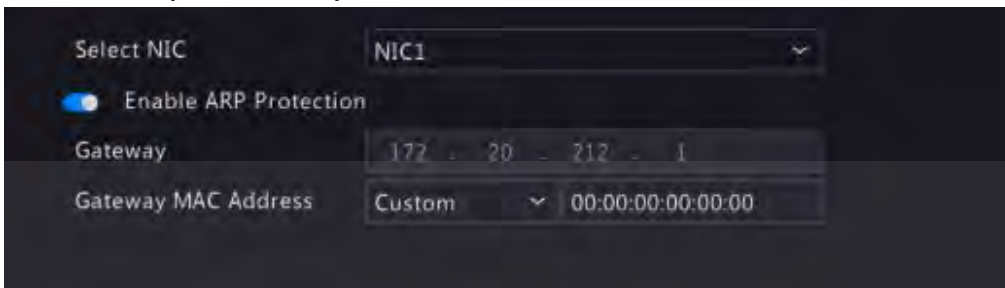 Select NIC NIC1
Enable ARP Protection
Gateway 172 . 20 . 212 . 1
Gateway MAC Address Custom 00:00:00:00:00:00